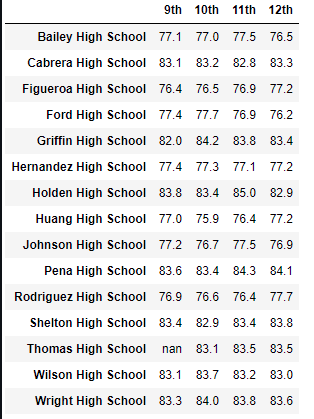 9th 10th 11th 12th
Bailey High School 77.1 77.0 77.5 76.5
Cabrera High School 83.1 83.2 82.8 83.3
Figueroa High School 76.4 76.5 76.9 77.2
Ford High School 77.4 77.7 76.9 76.2
Griffin High School 82.0 84.2 83.8 83.4
Hernandez High School 77.4 77.3 77.1 77.2
Holden High School 83.8 83.4 85.0 82.9
Huang High School 77.0 75.9 76.4 77.2
Johnson High School 77.2 76.7 77.5 76.9
Pena High School 83.6 83.4 84.3 84.1
Rodriguez High School 76.9 76.6 76.4 77.7
Shelton High School 83.4 82.9 83.4 83.8
Thomas High School nan 83.1 83.5 83.5
Wilson High School 83.1 83.7 83.2 83.0
Wright High School 83.3 84.0 83.8 83.6